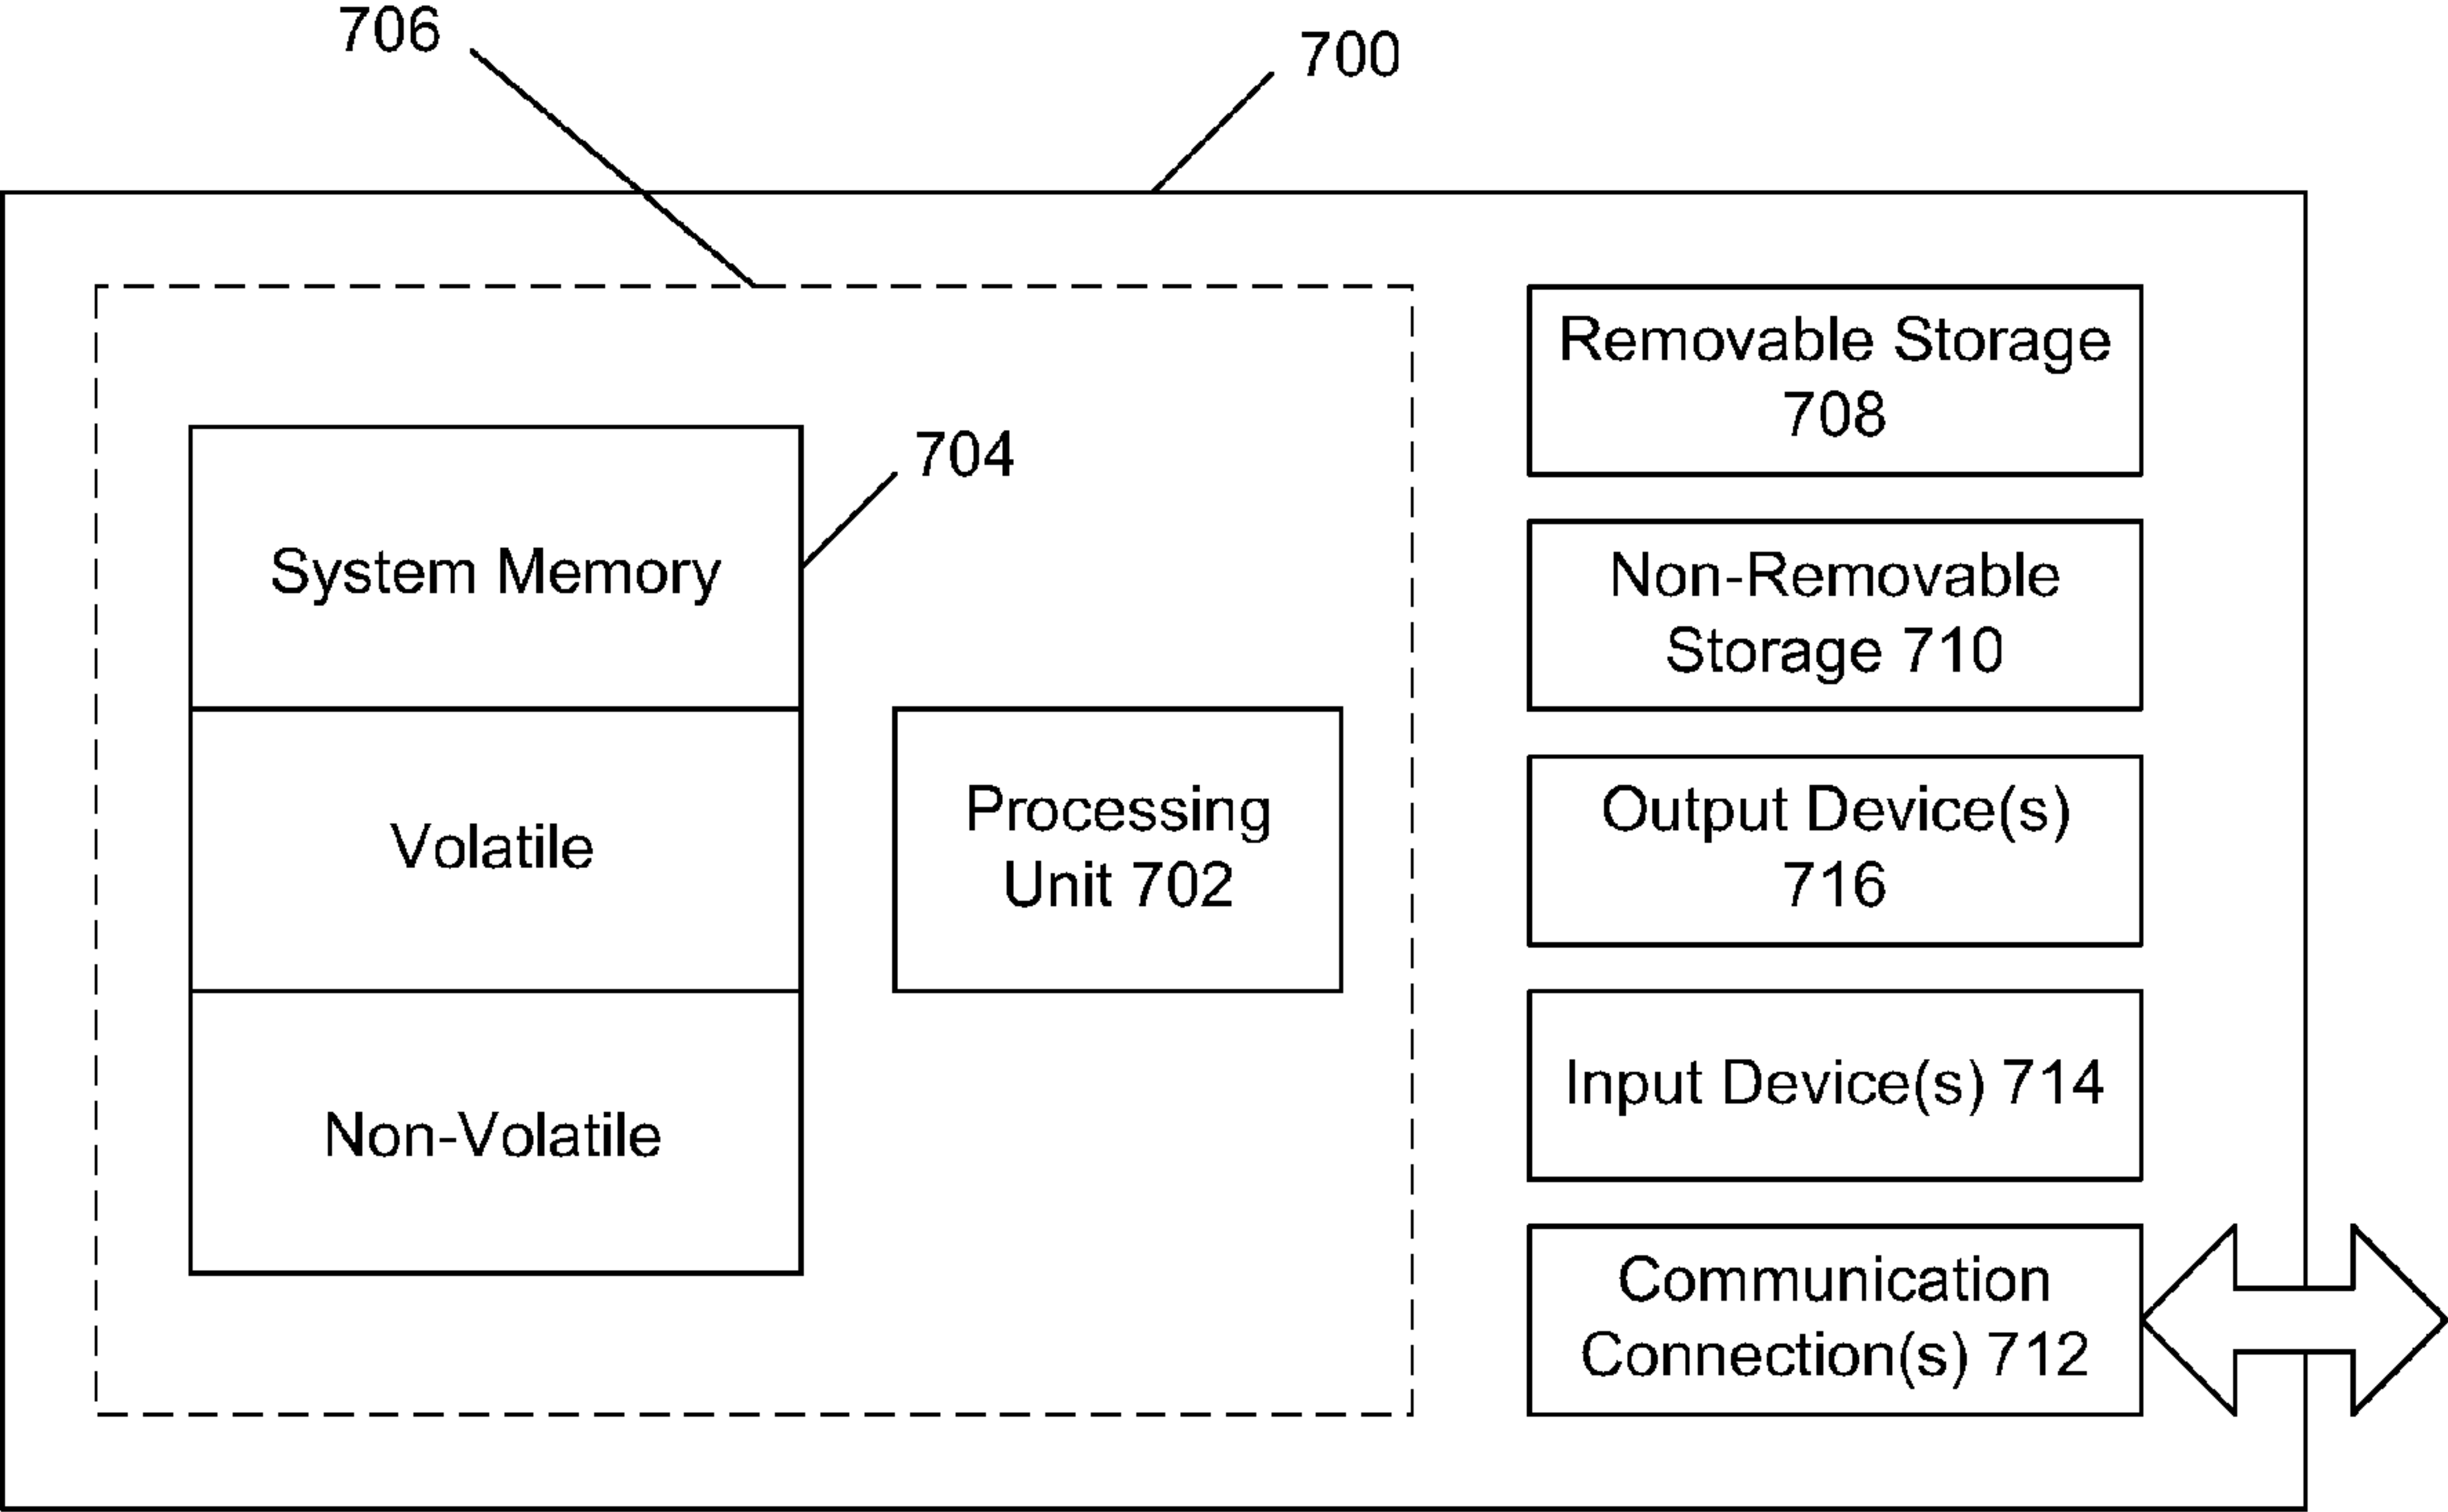 706
700
704
System Memory
Volatile
Non-Volatile
Processing
Unit 702
Removable Storage
708
Non-Removable
Storage 710
Output Device(s)
716
Input Device(s) 714
Communication
Connection(s) 712